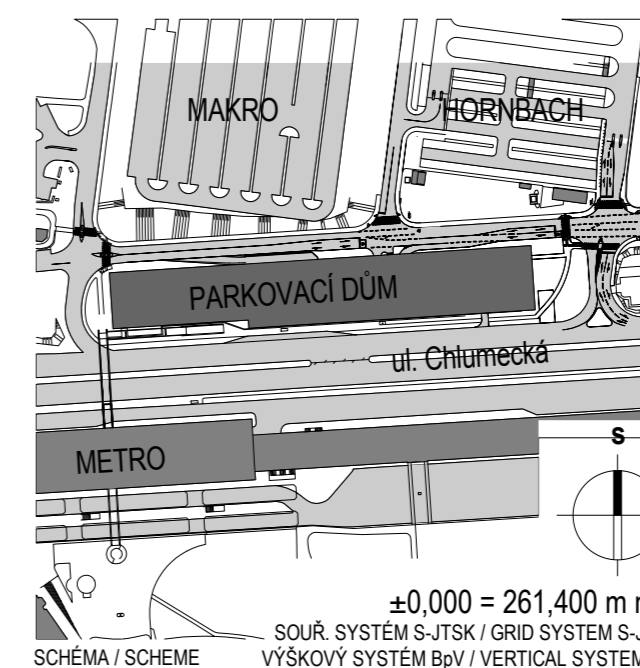 MAKRO
HORNBACH
PARKOVACÍ DŮM
ul. Chlumecká
METRO
S
±0,000 = 261,400 m
SOUŘ. SYSTÉM S-JTSK / GRID SYSTEM
SCHÉMA / SCHEME
VÝŠKOVÝ SYSTÉM BpV / VERTICAL SYSTEM